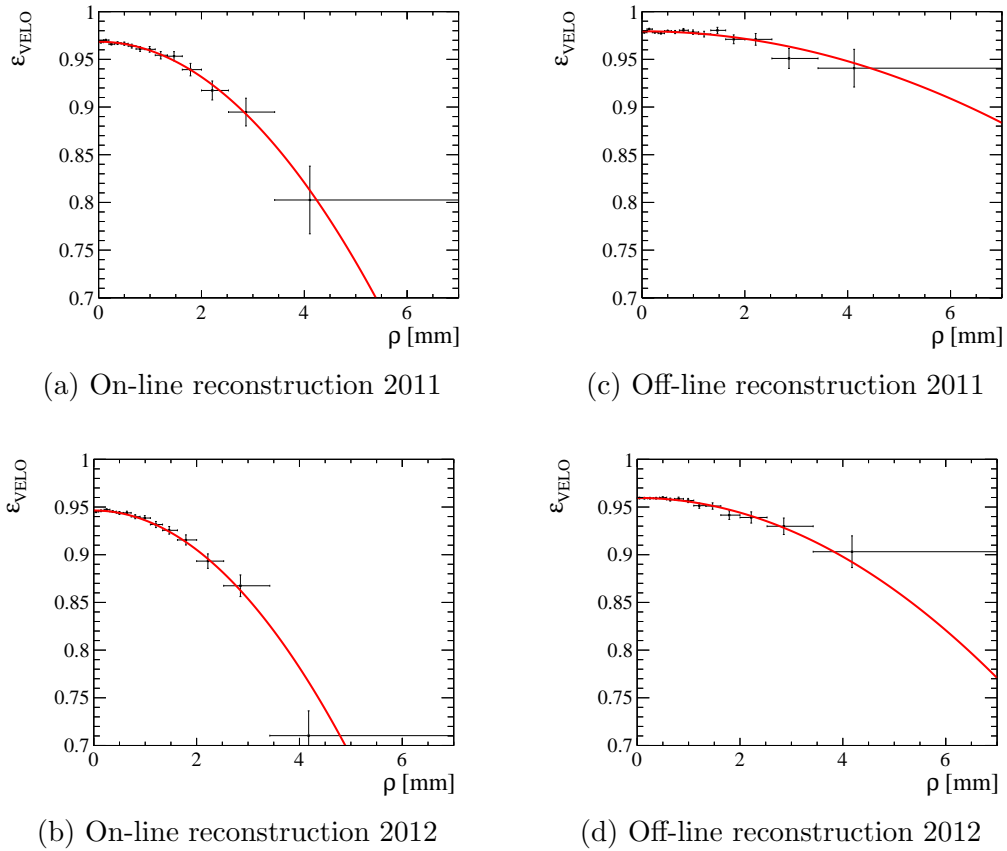 ε_VELO
1
0.95
0.9
0.85
0.8
0.75
0.7
0 2 4 6
ρ [mm]
(a) On-line reconstruction 2011
ε_VELO
1
0.95
0.9
0.85
0.8
0.75
0.7
0 2 4 6
ρ [mm]
(c) Off-line reconstruction 2011
ε_VELO
1
0.95
0.9
0.85
0.8
0.75
0.7
0 2 4 6
ρ [mm]
(b) On-line reconstruction 2012
ε_VELO
1
0.95
0.9
0.85
0.8
0.75
0.7
0 2 4 6
ρ [mm]
(d) Off-line reconstruction 2012